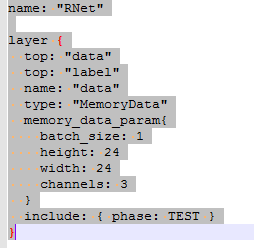 name: "RNet"
layer {
top: "data"
top: "label"
name: "data"
type: "MemoryData"
memory_data_param{
batch_size: 1
height: 24
width: 24
channels: 3
}
include: { phase: TEST }
}